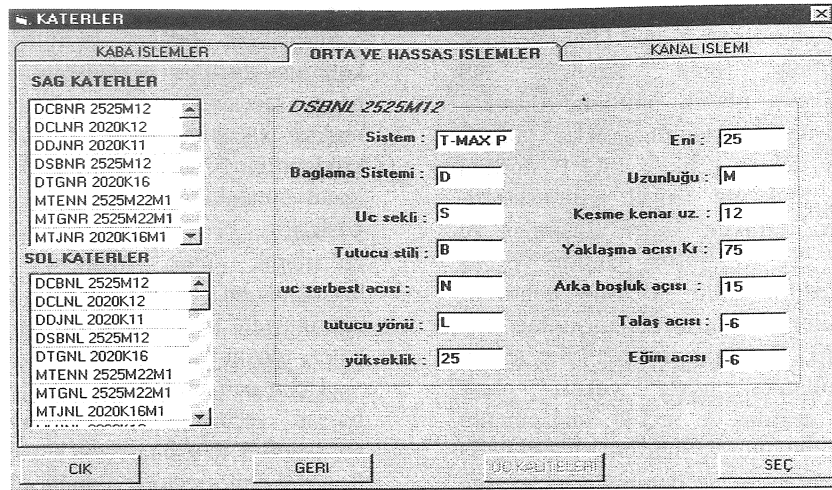 KATERLER
KABA ISLEMLER
ORTA VE HASSAS ISLEMLER
KANAL ISLEMI
SAG KATERLER
DCBNR 2525M12
DCLNR 2020K12
DDJNR 2020K11
DSBNR 2525M12
DTGNR 2020K16
MTENN 2525M22M1
MTGNR 2525M22M1
MTJNR 2020K16M1
SOL KATERLER
DCBNL 2525M12
DCLNL 2020K12
DDJNL 2020K11
DSBNL 2525M12
DTGNL 2020K16
MTENN 2525M22M1
MTGNL 2525M22M1
MTJNL 2020K16M1
DSBNL 2525M12
Sistem : T-MAX P
Baglama Sistemi : D
Uc sekli : S
Tutucu stili : B
uc serbest acısı : N
tutucu yönü : L
yükseklik : 25
Eni : 25
Uzunluğu : M
Kesme kenar uz. : 12
Yaklaşma acısı Kr : 75
Arka boşluk açısı : 15
Talaş acısı : -6
Eğim acısı -6
CIK
GERI
UC KALITELERI
SEÇ